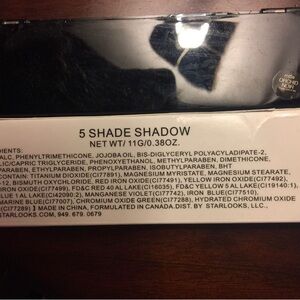 5 SHADE SHADOW
NET WT/ 11G/0.38OZ.
DIENTS:
ALC, PHENYLTRIMETHICONE, JOJOBA OIL, BIS-DIGLYCERYL POLYACYLADIPATE-2,
LIC/CAPRIC TRIGLYCERIDE, PHENOXYETHANOL, METHYLPARABEN, DIMETHICONE,
PARABEN, ETHYLPARABEN, PROPYLPARABEN, ISOBUTYLPARABEN, BHT
CONTAIN: TITANIUM DIOXIDE(CI77891), MAGNESIUM MYRISTATE, MAGNESIUM STEARATE,
-12, BISMUTH OXYCHLORIDE, RED IRON OXIDE(CI77491), YELLOW IRON OXIDE(CI77492),
IRON OXIDE(CI77499), FD&C RED 40 AL LAKE(CI16035), FD&C YELLOW 5 AL LAKE(CI19140:1),
LUE 1 AL LAKE(CI42090:2), MANGANESE VIOLET(CI77742), IRON BLUE(CI77510),
MARINE BLUE(CI77007), CHROMIUM OXIDE GREEN(CI77288), HYDRATED CHROMIUM OXIDE
(CI77289) MADE IN CHINA, FORMULATED IN CANADA.DIST. BY STARLOOKS, LLC.,
STARLOOKS.COM, 949. 679. 0679